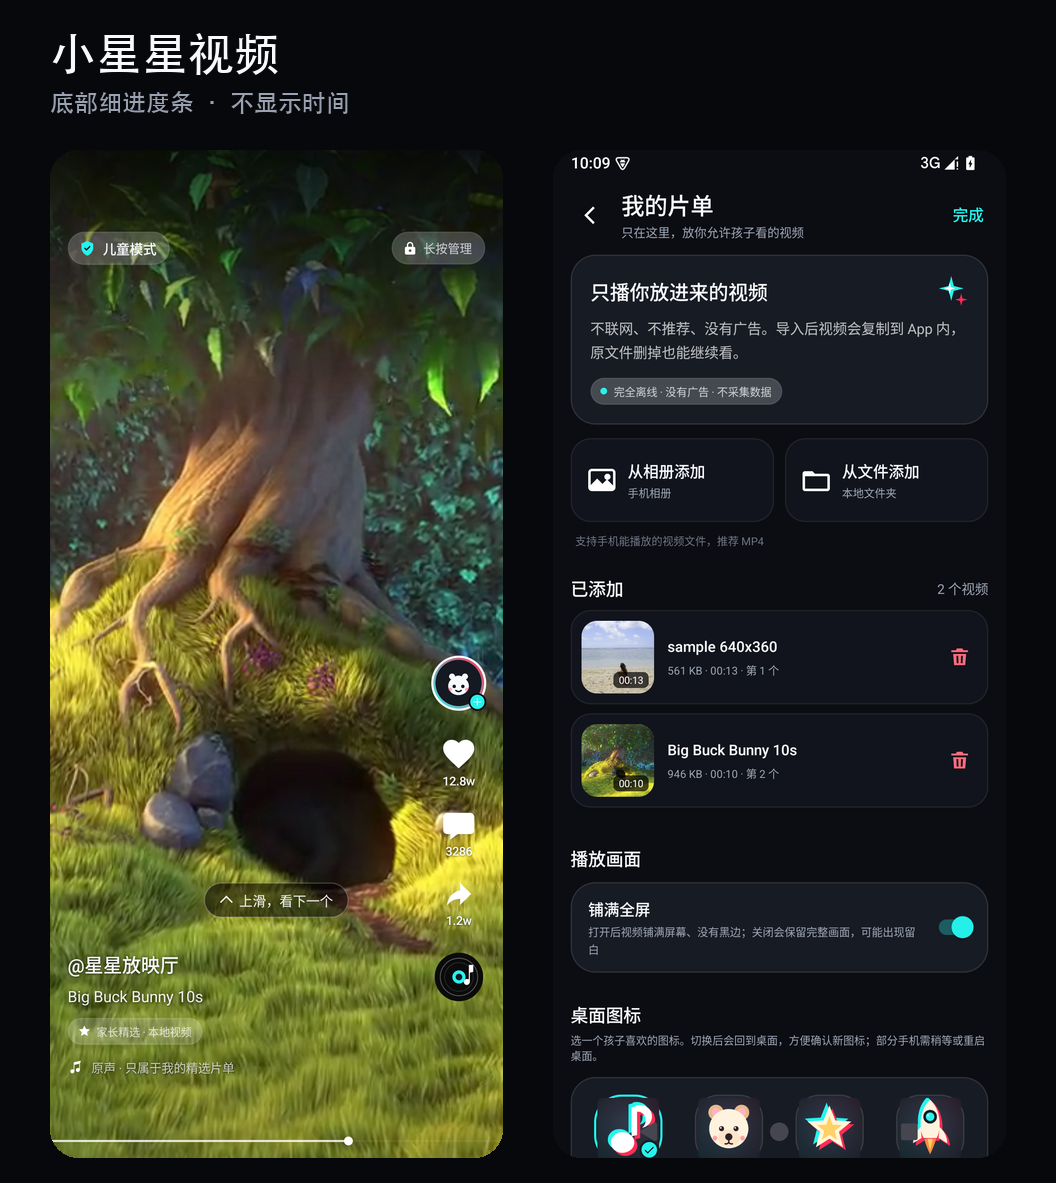 小星星视频
底部细进度条 · 不显示时间
儿童模式
长按管理
12.8w
3286
上滑，看下一个
1.2w
@星星放映厅
Big Buck Bunny 10s
家长精选 · 本地视频
原声 · 只属于我的精选片单
10:09
3G
我的片单
完成
只在这里，放你允许孩子看的视频
只播你放进来的视频
不联网、不推荐、没有广告。导入后视频会复制到 App 内，
原文件删掉也能继续看。
完全离线 · 没有广告 · 不采集数据
从相册添加
手机相册
从文件添加
本地文件夹
支持手机能播放的视频文件，推荐 MP4
已添加
2 个视频
00:13
sample 640x360
561 KB · 00:13 · 第 1 个
00:10
Big Buck Bunny 10s
946 KB · 00:10 · 第 2 个
播放画面
铺满全屏
打开后视频铺满屏幕、没有黑边；关闭会保留完整画面，可能出现留
白
桌面图标
选一个孩子喜欢的图标。切换后会回到桌面，方便确认新图标；部分手机需稍等或重启
桌面。